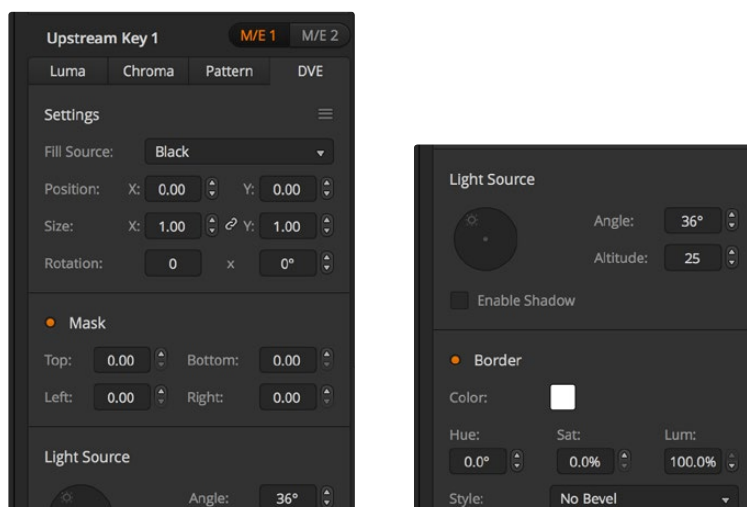 Upstream Key 1 M/E 1 M/E 2
Luma Chroma Pattern DVE
Settings
Fill Source: Black
Position: X: 0.00 Y: 0.00
Size: X: 1.00 Y: 1.00
Rotation: 0 x 0°
Mask
Top: 0.00 Bottom: 0.00
Left: 0.00 Right: 0.00
Light Source
Angle: 36°
Light Source
Angle: 36°
Altitude: 25
Enable Shadow
Border
Color:
Hue: Sat: Lum:
0.0° 0.0% 100.0%
Style: No Bevel